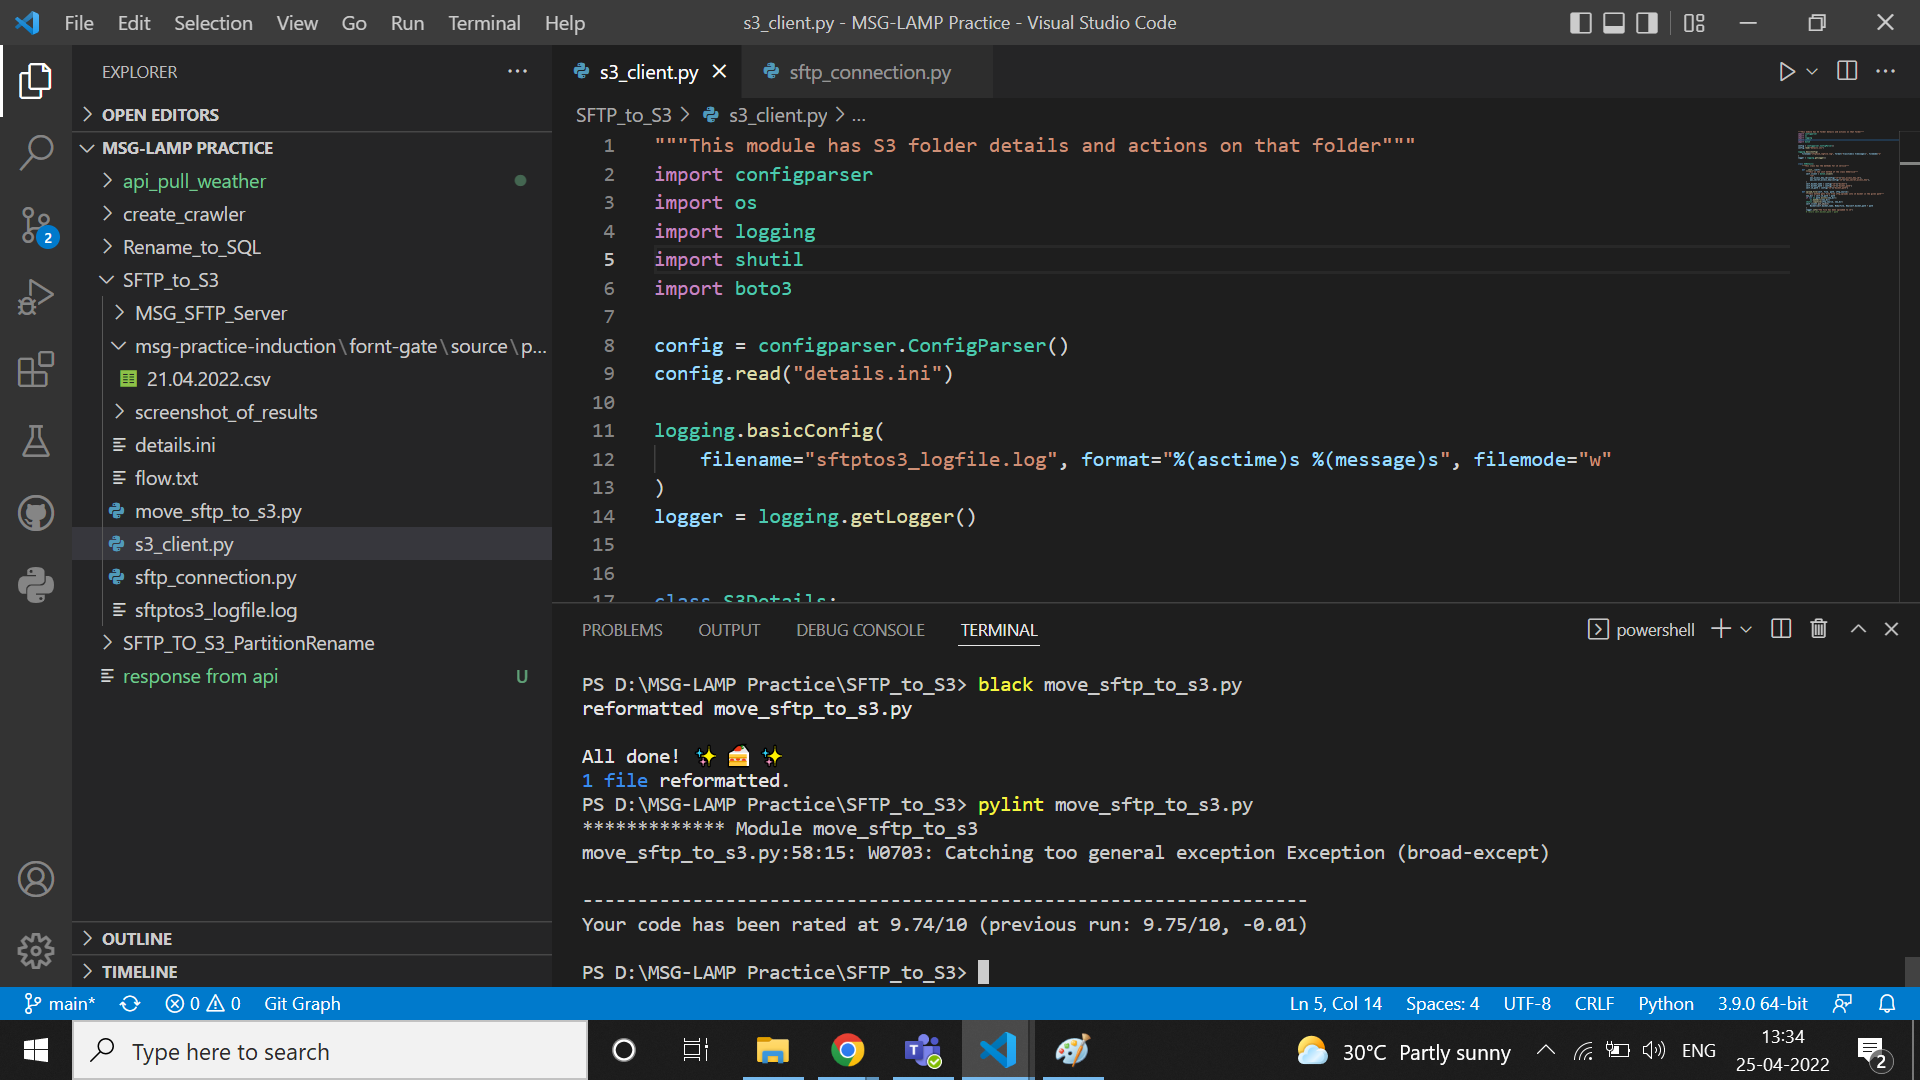 File Edit Selection View Go Run Terminal Help
s3_client.py - MSG-LAMP Practice - Visual Studio Code
EXPLORER
OPEN EDITORS
MSG-LAMP PRACTICE
api_pull_weather
create_crawler
Rename_to_SQL
SFTP_to_S3
MSG_SFTP_Server
msg-practice-induction\fornt-gate\source\p...
21.04.2022.csv
screenshot_of_results
details.ini
flow.txt
move_sftp_to_s3.py
s3_client.py
sftp_connection.py
sftptos3_logfile.log
SFTP_TO_S3_PartitionRename
response from api U
OUTLINE
TIMELINE
2
s3_client.py sftp_connection.py
SFTP_to_S3 > s3_client.py > ...
1 """This module has S3 folder details and actions on that folder"""
2 import configparser
3 import os
4 import logging
5 import shutil
6 import boto3
7
8 config = configparser.ConfigParser()
9 config.read("details.ini")
10
11 logging.basicConfig(
12 filename="sftptos3_logfile.log", format="%(asctime)s %(message)s", filemode="w"
13 )
14 logger = logging.getLogger()
15
16
17 class S3Details:
PROBLEMS OUTPUT DEBUG CONSOLE TERMINAL
powershell
PS D:\MSG-LAMP Practice\SFTP_to_S3> black move_sftp_to_s3.py
reformatted move_sftp_to_s3.py
All done! ✨ 🍰 ✨
1 file reformatted.
PS D:\MSG-LAMP Practice\SFTP_to_S3> pylint move_sftp_to_s3.py
************* Module move_sftp_to_s3
move_sftp_to_s3.py:58:15: W0703: Catching too general exception Exception (broad-except)
------------------------------------------------------------------
Your code has been rated at 9.74/10 (previous run: 9.75/10, -0.01)
PS D:\MSG-LAMP Practice\SFTP_to_S3>
main* 0 0 Git Graph
Ln 5, Col 14 Spaces: 4 UTF-8 CRLF Python 3.9.0 64-bit
Type here to search
30°C Partly sunny
ENG
13:34
25-04-2022
2